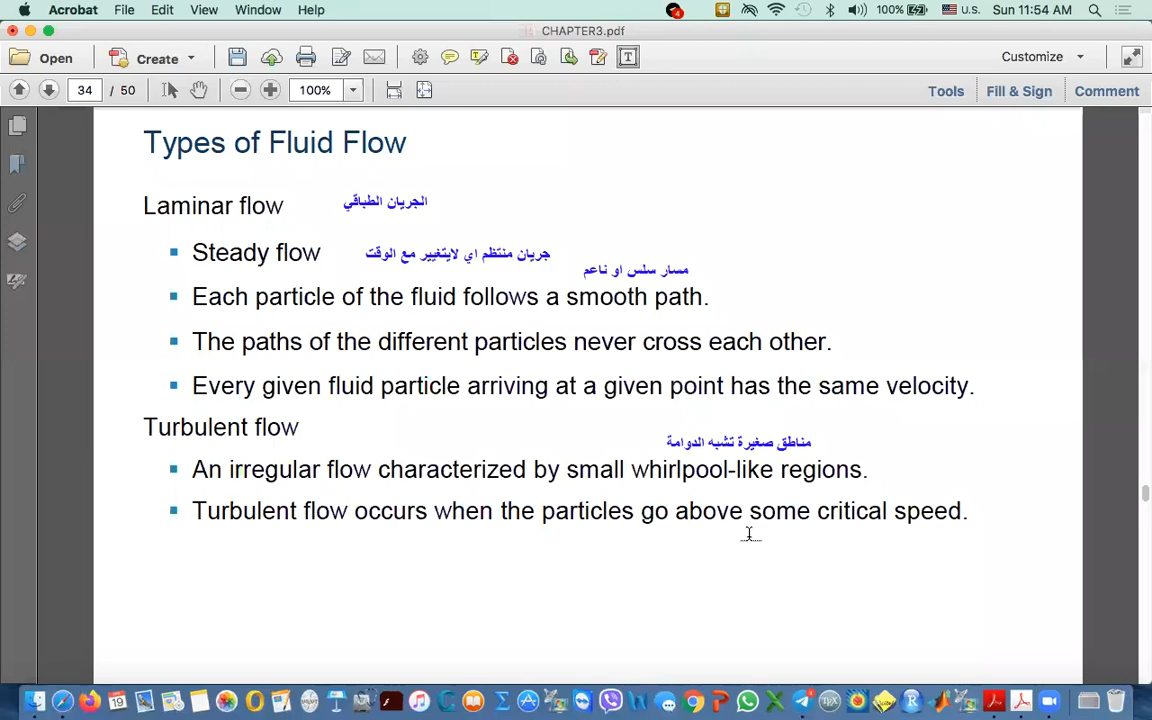 Acrobat File Edit View Window Help 100% U.S. Sun 11:54 AM
CHAPTER3.pdf
Open Create Customize
34 / 50 100% Tools Fill & Sign Comment
Types of Fluid Flow
Laminar flow الجريان الطباقي
Steady flow جريان منتظم اي لايتغيير مع الوقت
مسار سلس او ناعم
Each particle of the fluid follows a smooth path.
The paths of the different particles never cross each other.
Every given fluid particle arriving at a given point has the same velocity.
Turbulent flow
مناطق صغيرة تشبه الدوامة
An irregular flow characterized by small whirlpool-like regions.
Turbulent flow occurs when the particles go above some critical speed.